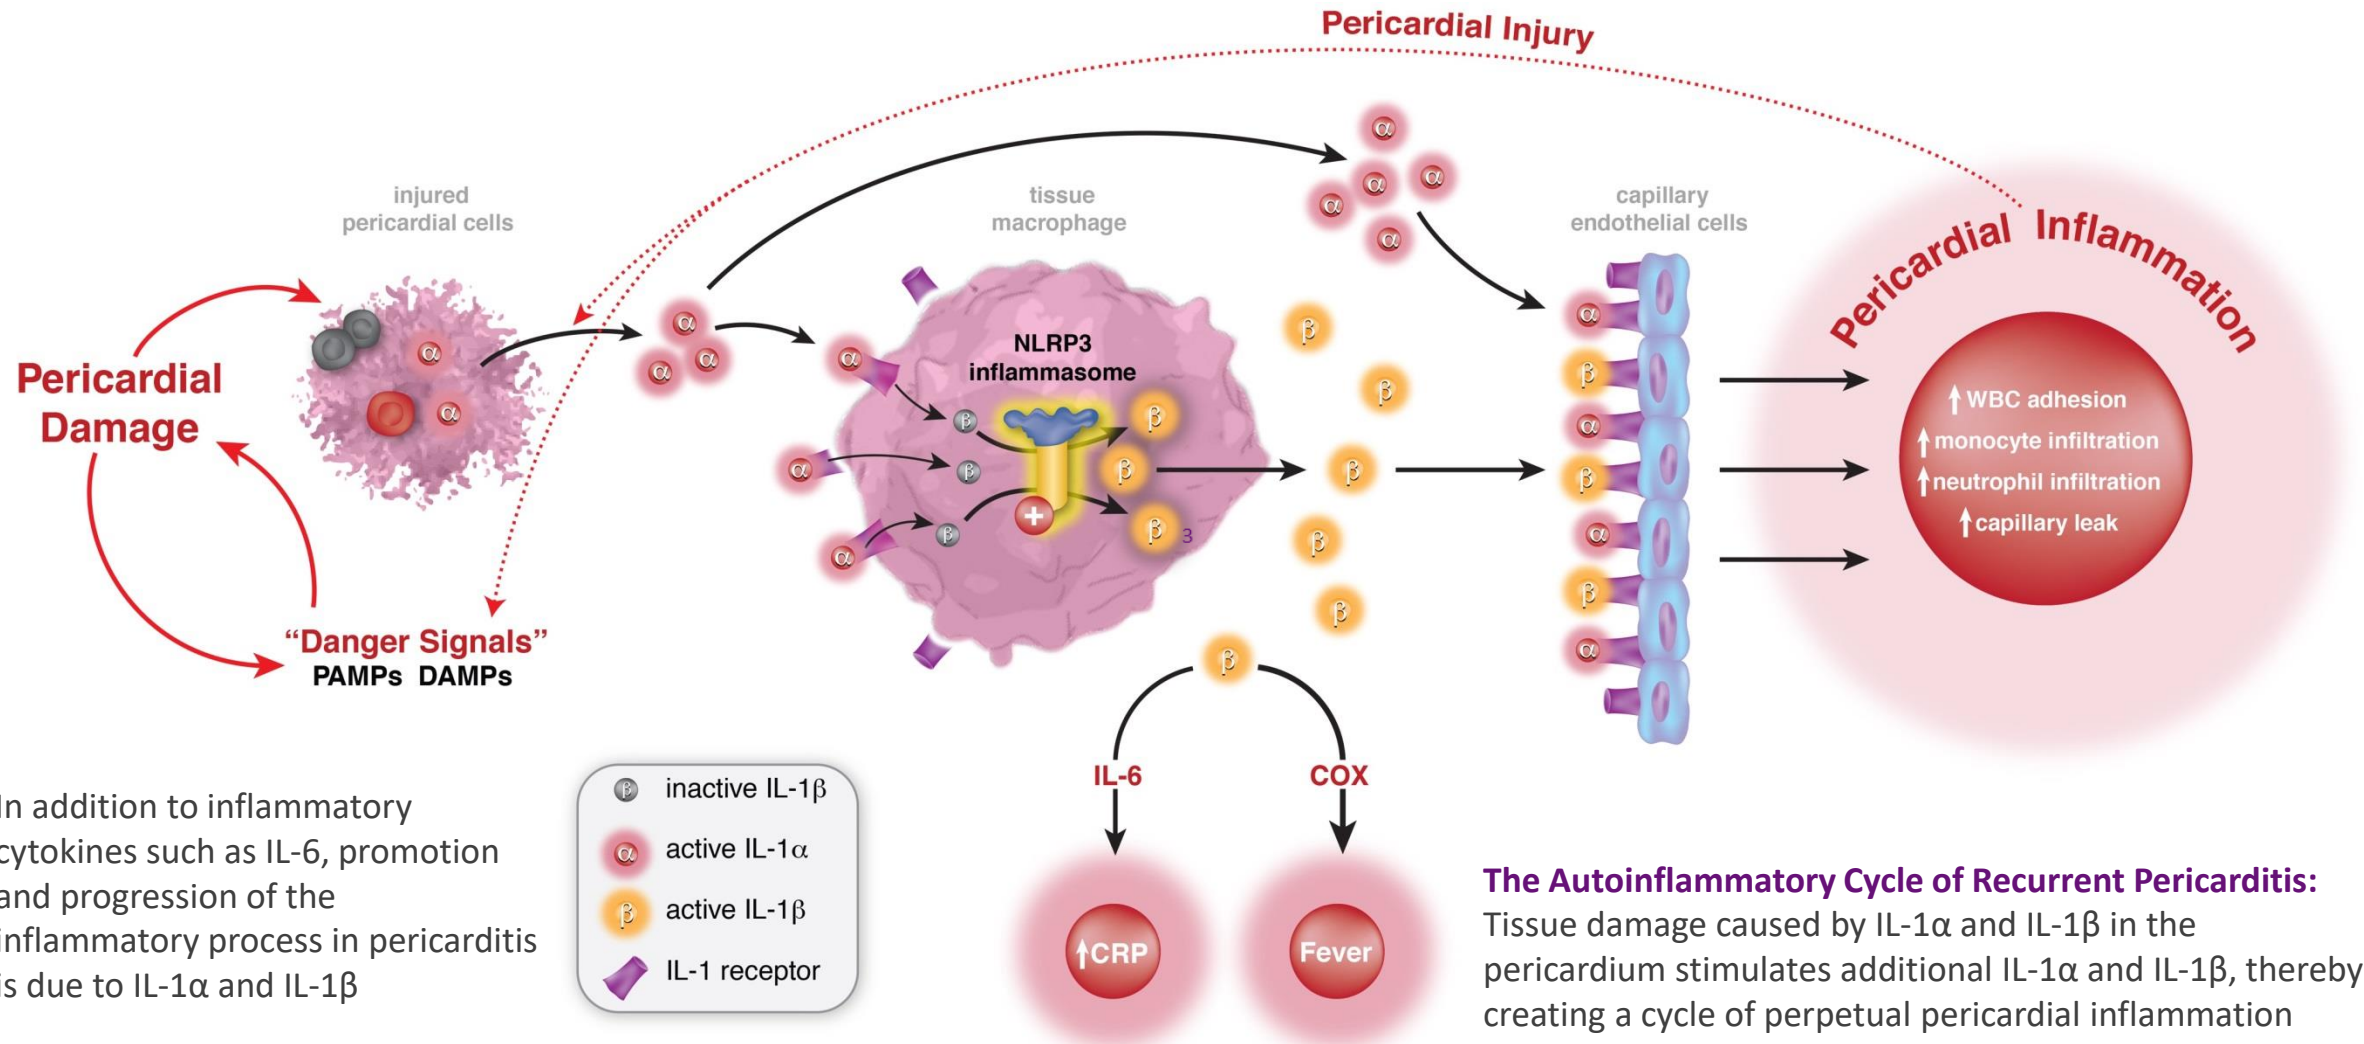 Pericardial Injury
injured
pericardial cells
tissue
macrophage
capillary
endothelial cells
Pericardial Inflammation
α
α
α
α
α
α
α
α
α
α
α
α
α
NLRP3
inflammasome
β
β
β
β
β
β
3
+
β
β
β
β
β
β
α
β
α
β
α
β
α
↑WBC adhesion
↑monocyte infiltration
↑neutrophil infiltration
↑capillary leak
Pericardial
Damage
“Danger Signals”
PAMPs DAMPs
IL-6
COX
↑CRP
Fever
In addition to inflammatory
cytokines such as IL-6, promotion
and progression of the
inflammatory process in pericarditis
is due to IL-1α and IL-1β
β inactive IL-1β
α active IL-1α
β active IL-1β
IL-1 receptor
The Autoinflammatory Cycle of Recurrent Pericarditis:
Tissue damage caused by IL-1α and IL-1β in the
pericardium stimulates additional IL-1α and IL-1β, thereby
creating a cycle of perpetual pericardial inflammation